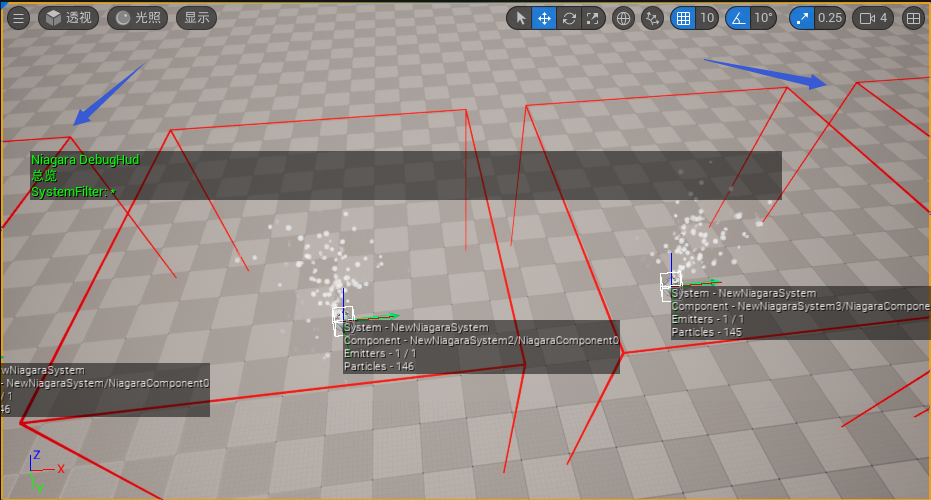 透视 光照 显示 10 10° 0.25 4
Niagara DebugHud
总览
SystemFilter: *
System - NewNiagaraSystem
Component - NewNiagaraSystem3/NiagaraCompone
Emitters - 1 / 1
Particles - 145
System - NewNiagaraSystem
Component - NewNiagaraSystem2/NiagaraComponent0
Emitters - 1 / 1
Particles - 146
wNiagaraSystem
- NewNiagaraSystem/NiagaraComponent0
/ 1
46
Z
X
Y